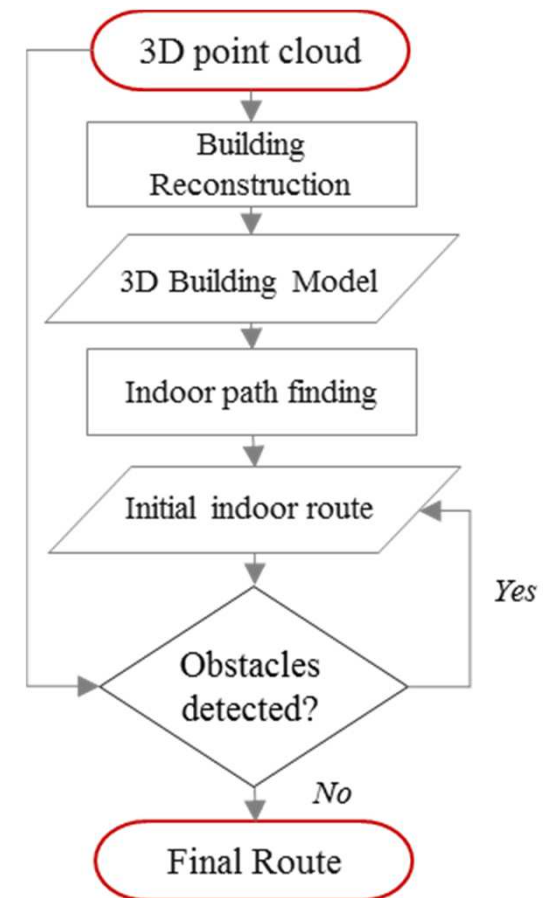 3D point cloud
Building
Reconstruction
3D Building Model
Indoor path finding
Initial indoor route
Yes
Obstacles
detected?
No
Final Route